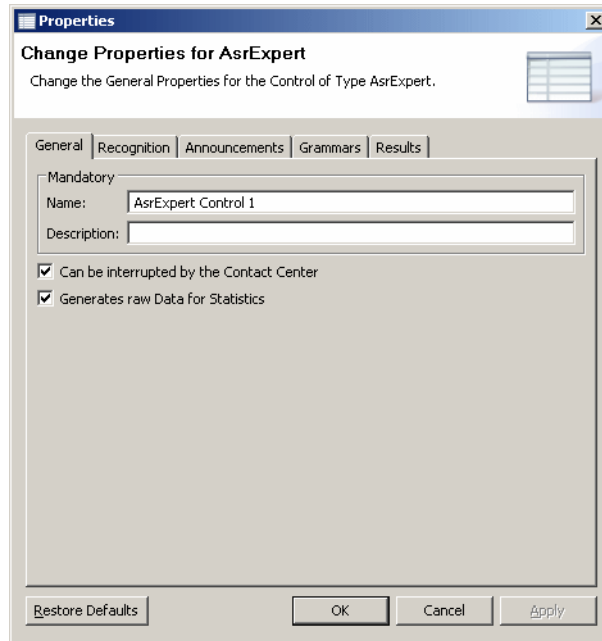 Properties
Change Properties for AsrExpert
Change the General Properties for the Control of Type AsrExpert.
General Recognition Announcements Grammars Results
Mandatory
Name: AsrExpert Control 1
Description:
Can be interrupted by the Contact Center
Generates raw Data for Statistics
Restore Defaults OK Cancel Apply